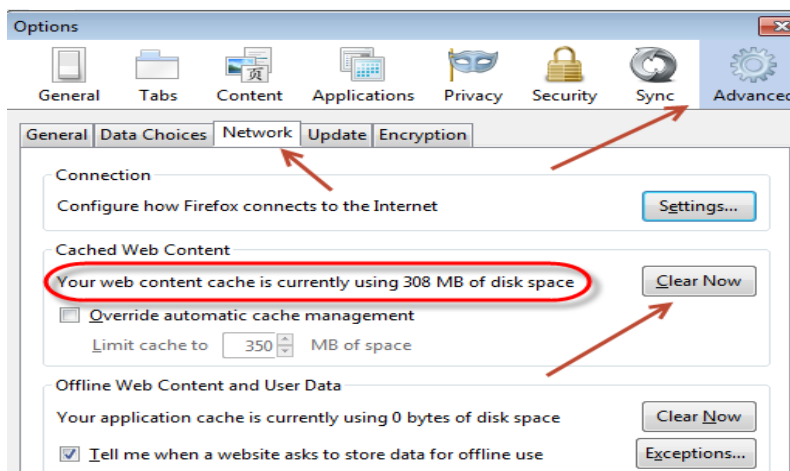 Options
页
General Tabs Content Applications Privacy Security Sync Advanced
General Data Choices Network Update Encryption
Connection
Configure how Firefox connects to the Internet Settings...
Cached Web Content
Your web content cache is currently using 308 MB of disk space Clear Now
Override automatic cache management
Limit cache to 350 MB of space
Offline Web Content and User Data
Your application cache is currently using 0 bytes of disk space Clear Now
Tell me when a website asks to store data for offline use Exceptions...